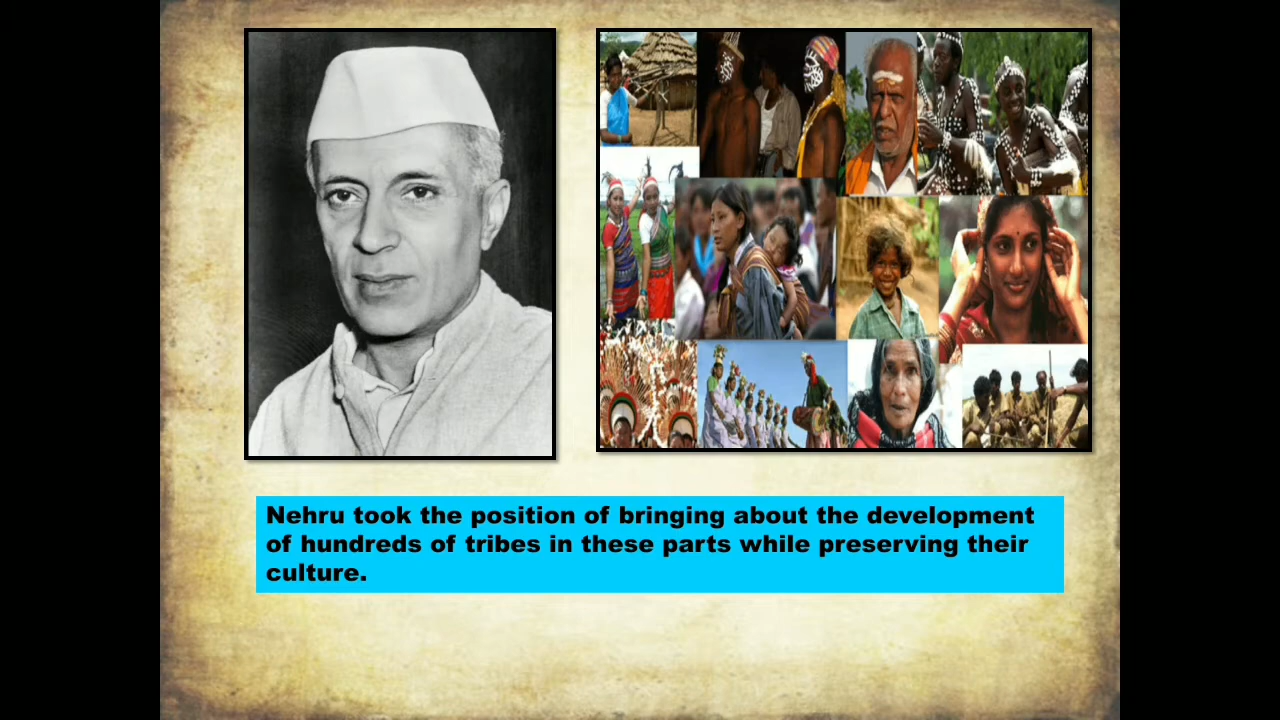 Nehru took the position of bringing about the development
of hundreds of tribes in these parts while preserving their
culture.